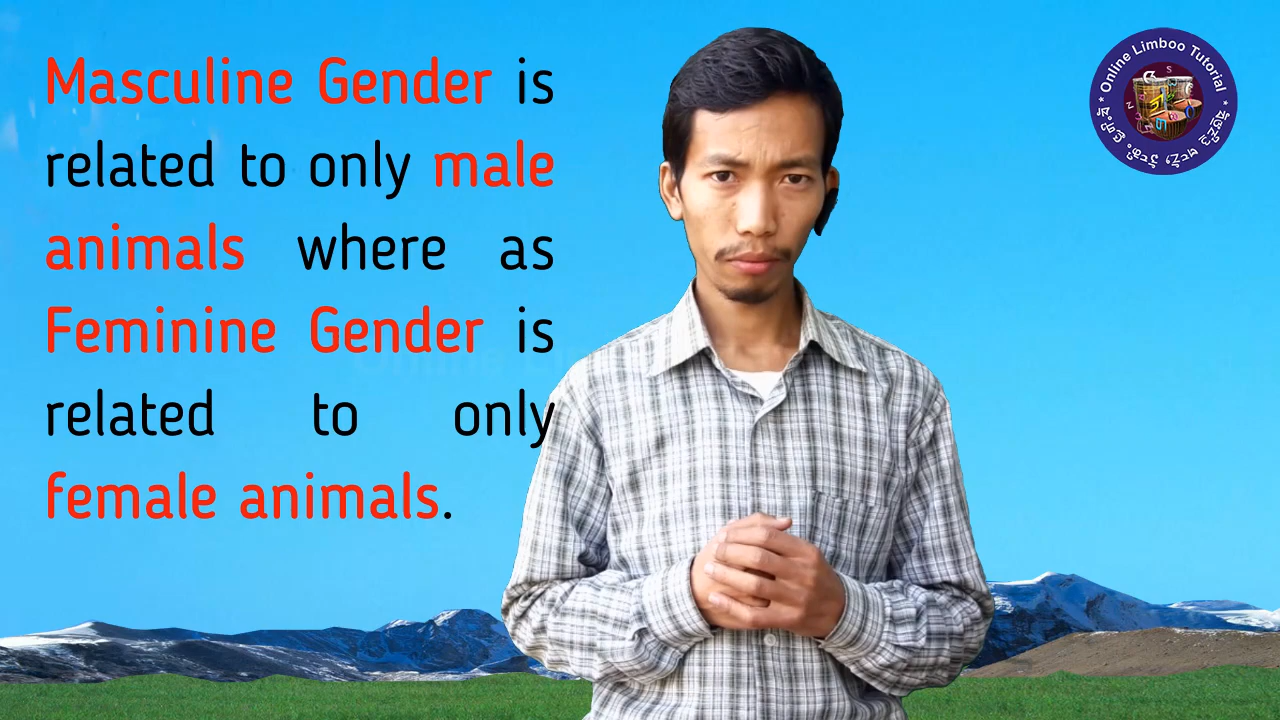 Masculine Gender is
related to only male
animals where as
Feminine Gender is
related to only
female animals.
Online Limboo Tutorial